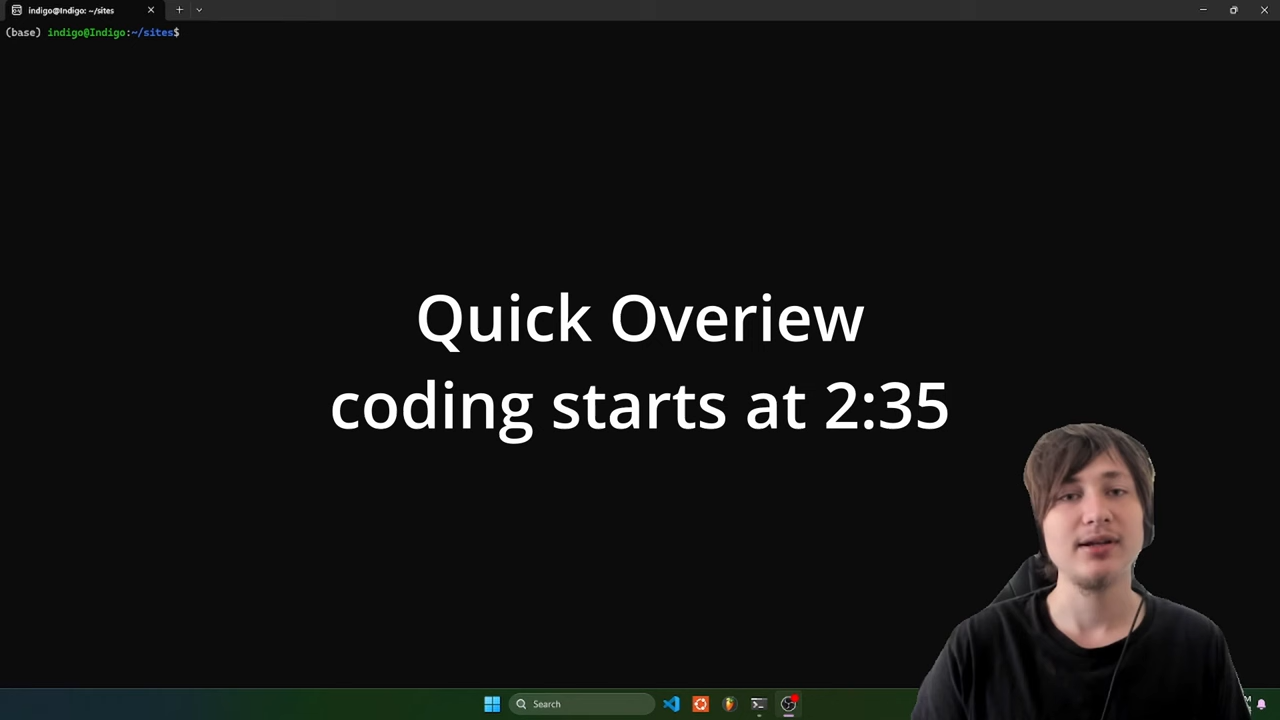 indigo@Indigo: ~/sites
(base) indigo@Indigo:~/sites$
Quick Overiew
coding starts at 2:35
Search